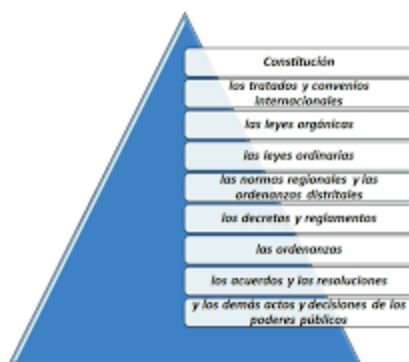 Constitución
los tratados y convenios
internacionales
las leyes orgánicas
las leyes ordinarias
las normas regionales y las
ordenanzas distritales
los decretos y reglamentos
las ordenanzas
los acuerdos y las resoluciones
y los demás actos y decisiones de los
poderes públicos